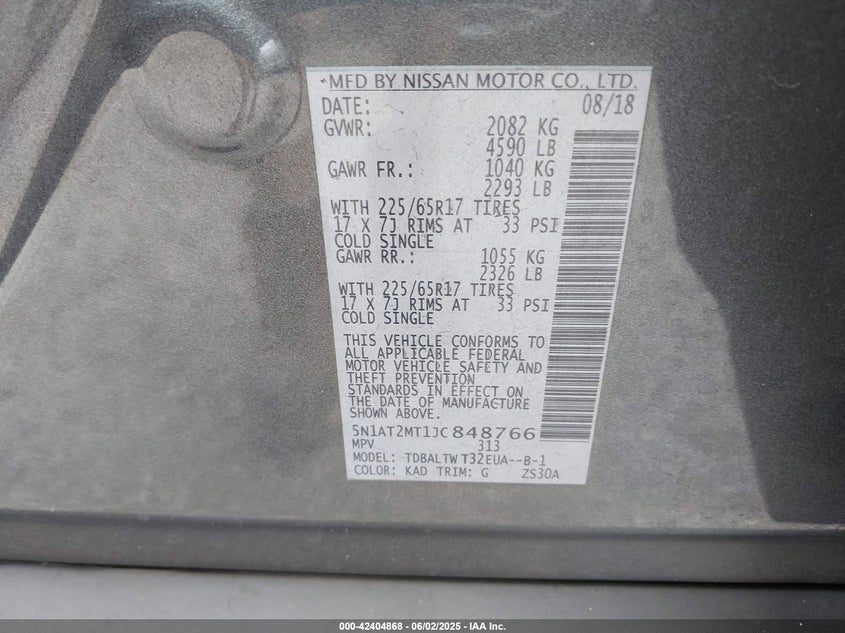 *MFD BY NISSAN MOTOR CO., LTD.
DATE: 08/18
GVWR: 2082 KG
4590 LB
GAWR FR.: 1040 KG
2293 LB
WITH 225/65R17 TIRES
17 X 7J RIMS AT 33 PSI
COLD SINGLE
GAWR RR.: 1055 KG
2326 LB
WITH 225/65R17 TIRES
17 X 7J RIMS AT 33 PSI
COLD SINGLE
THIS VEHICLE CONFORMS TO
ALL APPLICABLE FEDERAL
MOTOR VEHICLE SAFETY AND
THEFT PREVENTION
STANDARDS IN EFFECT ON
THE DATE OF MANUFACTURE
SHOWN ABOVE.
5N1AT2MT1JC848766
MPV 313
MODEL: TDBALTW T32EUA--B-1
COLOR: KAD TRIM: G ZS30A
000-42404868 - 06/02/2025 - IAA Inc.